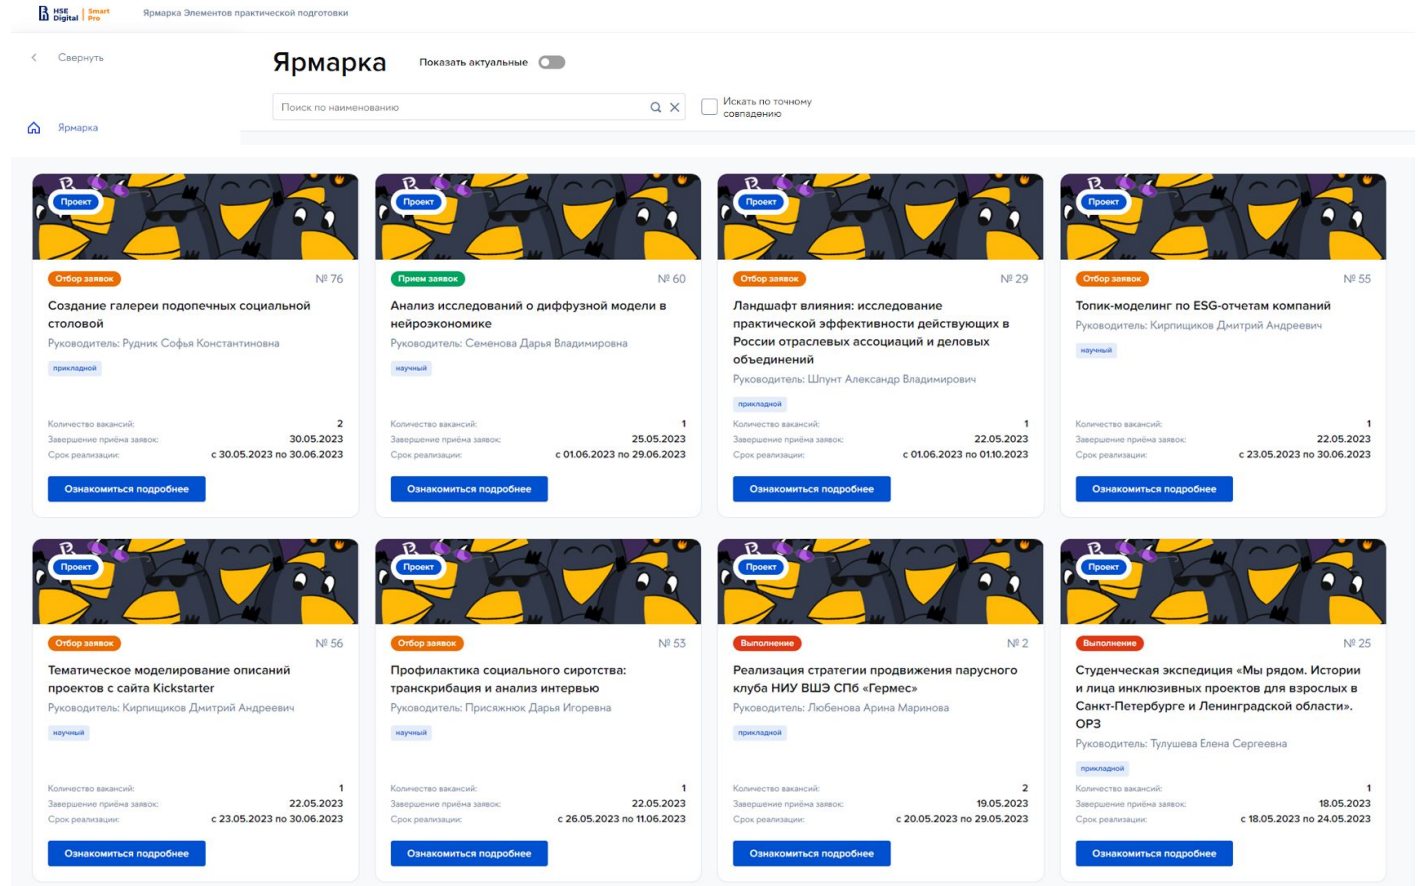 HSE Digital Smart Pro
Ярмарка Элементов практической подготовки
Свернуть
Ярмарка
Показать актуальные
Поиск по наименованию
Искать по точному
совпадению
Ярмарка
Проект
Отбор заявок
№ 76
Создание галереи подопечных социальной
столовой
Руководитель: Рудник Софья Константиновна
прикладной
Количество вакансий: 2
Завершение приёма заявок: 30.05.2023
Срок реализации: с 30.05.2023 по 30.06.2023
Ознакомиться подробнее
Проект
Прием заявок
№ 60
Анализ исследований о диффузной модели в
нейроэкономике
Руководитель: Семенова Дарья Владимировна
научный
Количество вакансий: 1
Завершение приёма заявок: 25.05.2023
Срок реализации: с 01.06.2023 по 29.06.2023
Ознакомиться подробнее
Проект
Отбор заявок
№ 29
Ландшафт влияния: исследование
практической эффективности действующих в
России отраслевых ассоциаций и деловых
объединений
Руководитель: Шпунт Александр Владимирович
прикладной
Количество вакансий: 1
Завершение приёма заявок: 22.05.2023
Срок реализации: с 01.06.2023 по 01.10.2023
Ознакомиться подробнее
Проект
Отбор заявок
№ 55
Топик-моделинг по ESG-отчетам компаний
Руководитель: Кирпищиков Дмитрий Андреевич
научный
Количество вакансий: 1
Завершение приёма заявок: 22.05.2023
Срок реализации: с 23.05.2023 по 30.06.2023
Ознакомиться подробнее
Проект
Отбор заявок
№ 56
Тематическое моделирование описаний
проектов с сайта Kickstarter
Руководитель: Кирпищиков Дмитрий Андреевич
научный
Количество вакансий: 1
Завершение приёма заявок: 22.05.2023
Срок реализации: с 23.05.2023 по 30.06.2023
Ознакомиться подробнее
Проект
Отбор заявок
№ 53
Профилактика социального сиротства:
транскрибация и анализ интервью
Руководитель: Присяжнюк Дарья Игоревна
научный
Количество вакансий: 1
Завершение приёма заявок: 22.05.2023
Срок реализации: с 26.05.2023 по 11.06.2023
Ознакомиться подробнее
Проект
Выполнение
№ 2
Реализация стратегии продвижения парусного
клуба НИУ ВШЭ СПб «Гермес»
Руководитель: Любенова Арина Маринова
прикладной
Количество вакансий: 2
Завершение приёма заявок: 19.05.2023
Срок реализации: с 20.05.2023 по 29.05.2023
Ознакомиться подробнее
Проект
Выполнение
№ 25
Студенческая экспедиция «Мы рядом. Истории
и лица инклюзивных проектов для взрослых в
Санкт-Петербурге и Ленинградской области».
ОРЗ
Руководитель: Тулушева Елена Сергеевна
прикладной
Количество вакансий: 1
Завершение приёма заявок: 18.05.2023
Срок реализации: с 18.05.2023 по 24.05.2023
Ознакомиться подробнее